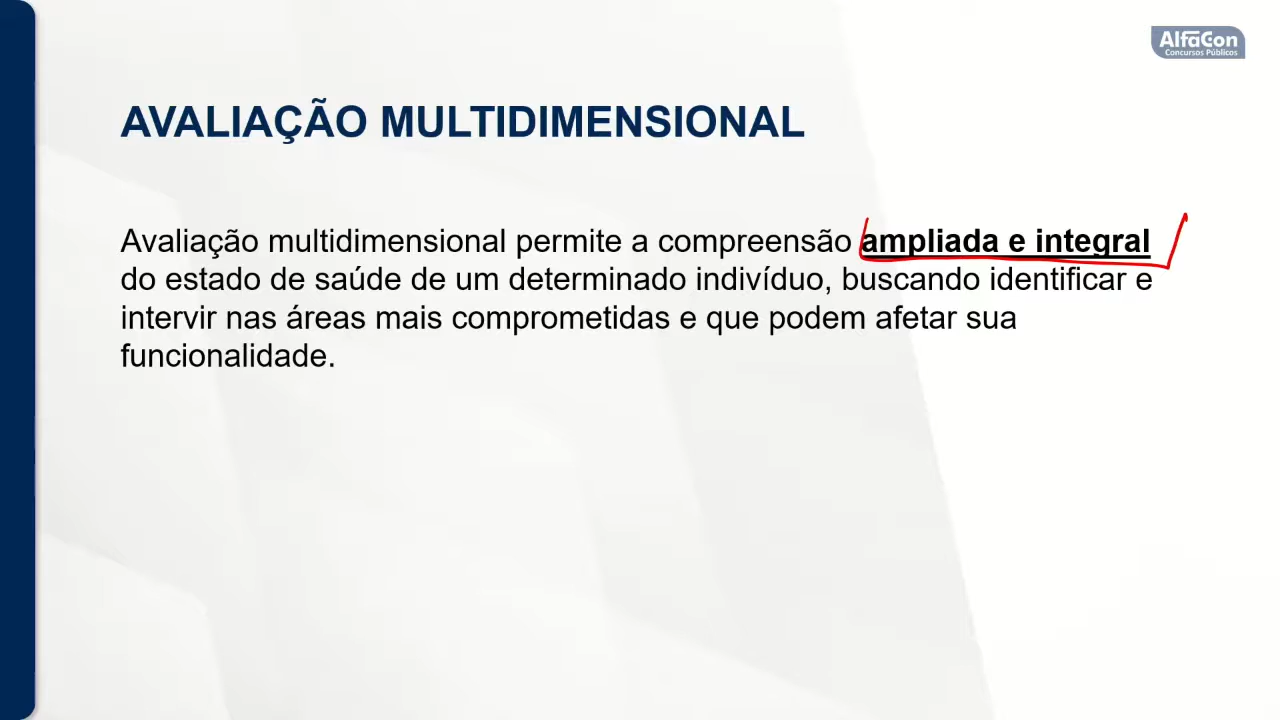 AlfaCon
Concursos Públicos
AVALIAÇÃO MULTIDIMENSIONAL
Avaliação multidimensional permite a compreensão ampliada e integral
do estado de saúde de um determinado indivíduo, buscando identificar e
intervir nas áreas mais comprometidas e que podem afetar sua
funcionalidade.